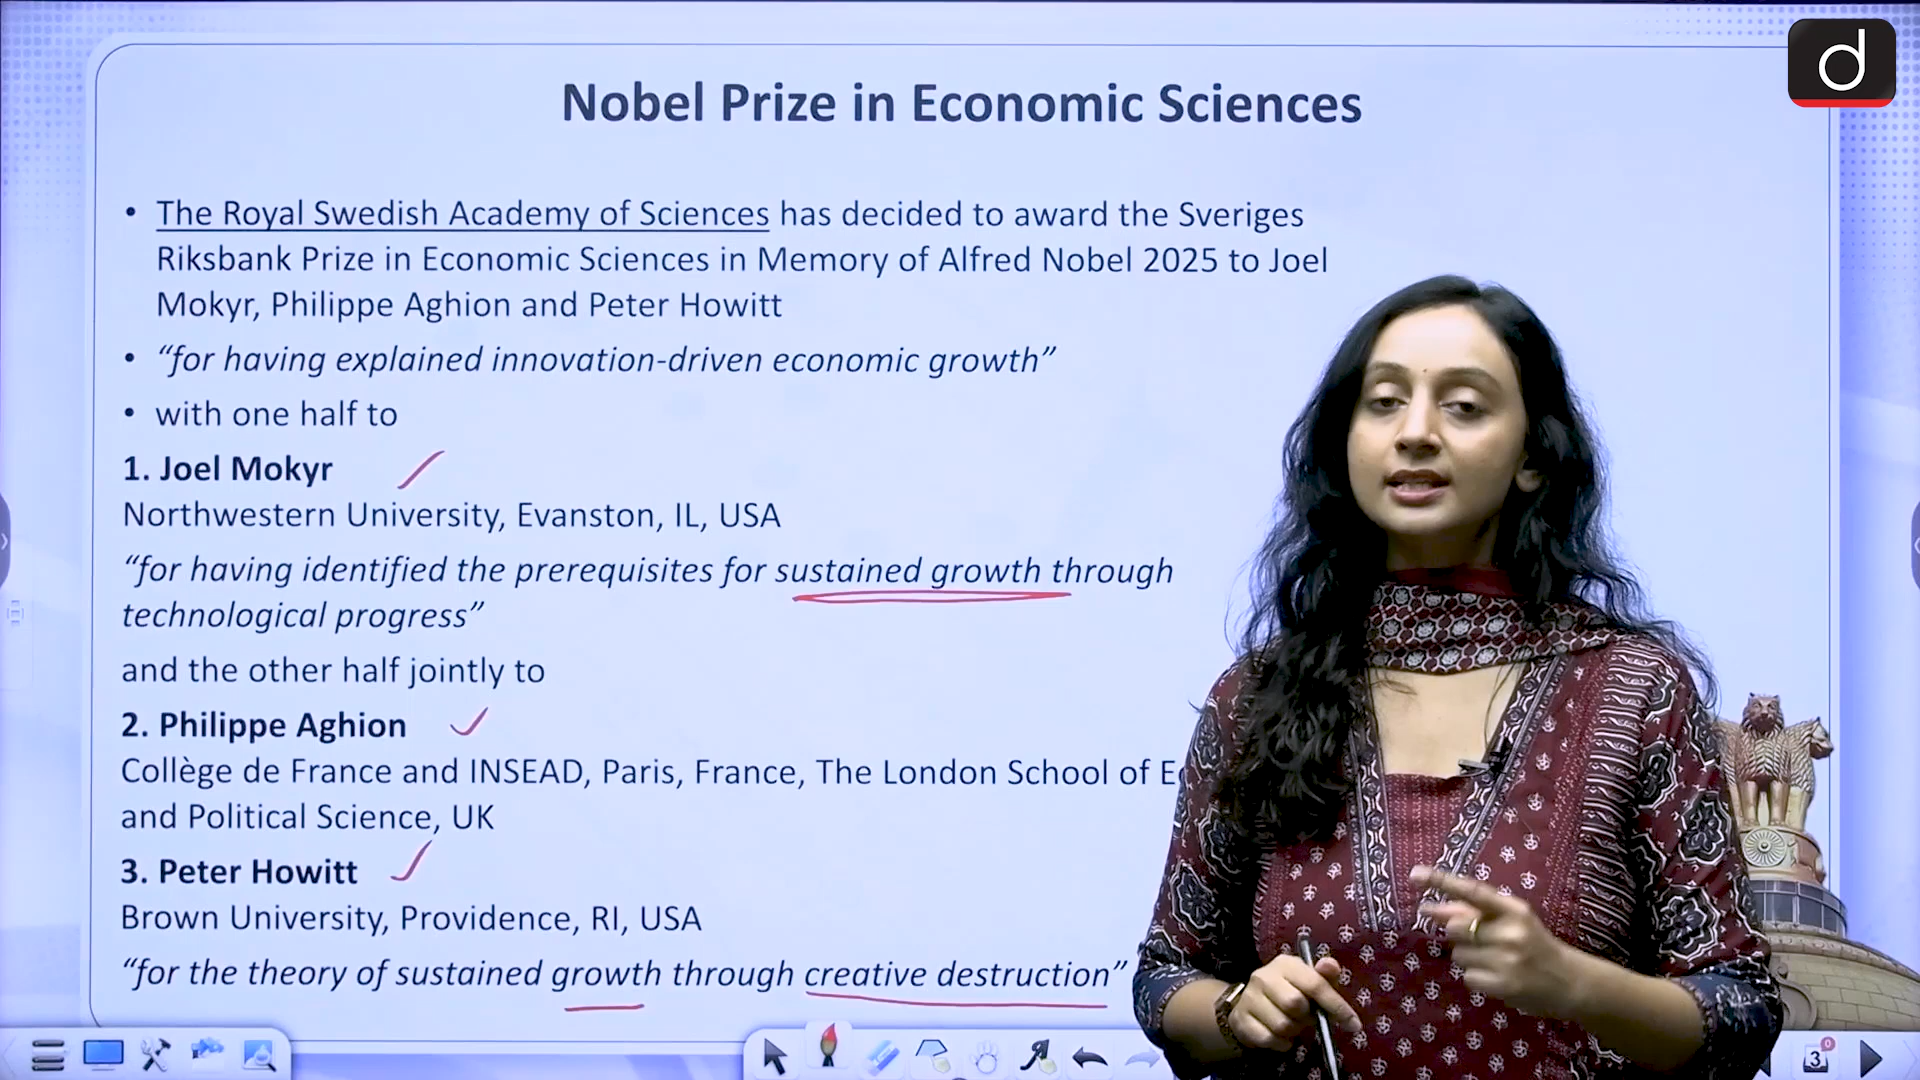 d
Nobel Prize in Economic Sciences
• The Royal Swedish Academy of Sciences has decided to award the Sveriges
Riksbank Prize in Economic Sciences in Memory of Alfred Nobel 2025 to Joel
Mokyr, Philippe Aghion and Peter Howitt
• “for having explained innovation-driven economic growth”
• with one half to
1. Joel Mokyr
Northwestern University, Evanston, IL, USA
“for having identified the prerequisites for sustained growth through
technological progress”
and the other half jointly to
2. Philippe Aghion
Collège de France and INSEAD, Paris, France, The London School of
and Political Science, UK
3. Peter Howitt
Brown University, Providence, RI, USA
“for the theory of sustained growth through creative destruction”
3
0